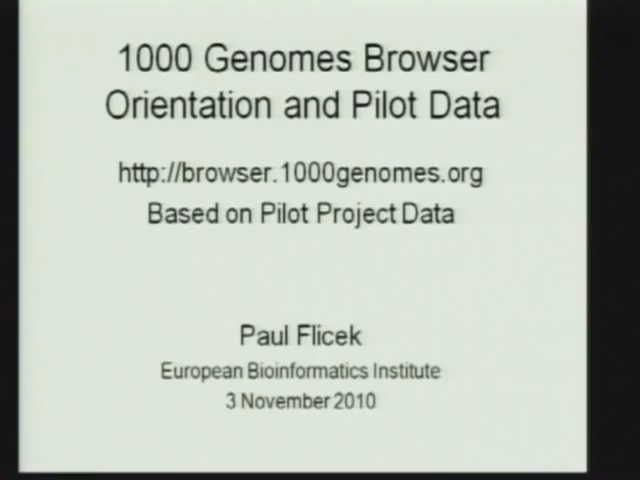 1000 Genomes Browser
Orientation and Pilot Data
http://browser.1000genomes.org
Based on Pilot Project Data
Paul Flicek
European Bioinformatics Institute
3 November 2010